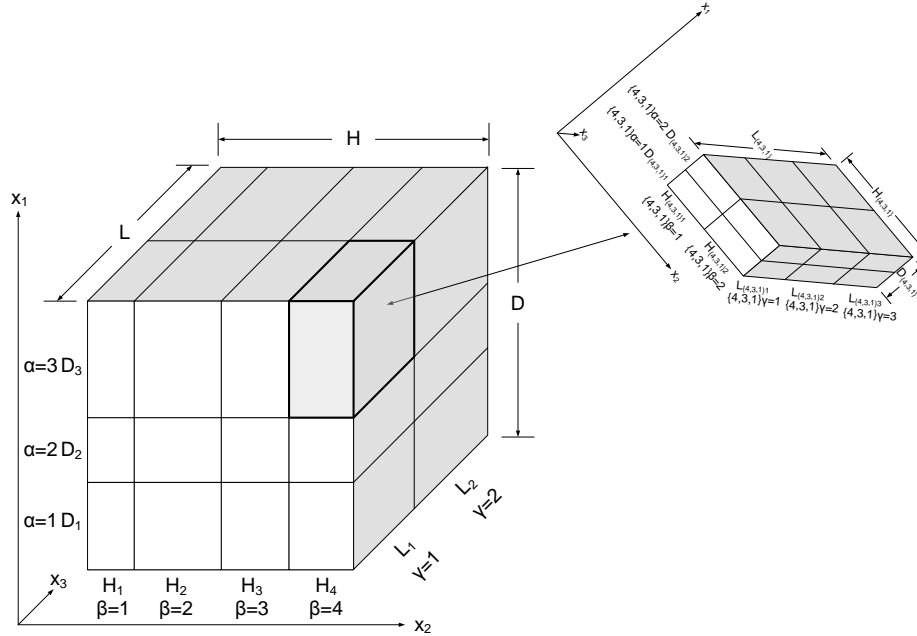 x₁
H
L
D
α=3 D₃
α=2 D₂
α=1 D₁
x₃
H₁
β=1
H₂
β=2
H₃
β=3
H₄
β=4
x₂
L₁
γ=1
L₂
γ=2
x₁
x₃
x₂
{4,3,1}α=2 D₍{4,3,1}2₎
{4,3,1}α=1 D₍{4,3,1}1₎
L₍{4,3,1}₎
H₍{4,3,1}₎
D₍{4,3,1}₎
H₍{4,3,1}1₎
{4,3,1}β=1
H₍{4,3,1}2₎
{4,3,1}β=2
L₍{4,3,1}1₎
{4,3,1}γ=1
L₍{4,3,1}2₎
{4,3,1}γ=2
L₍{4,3,1}3₎
{4,3,1}γ=3